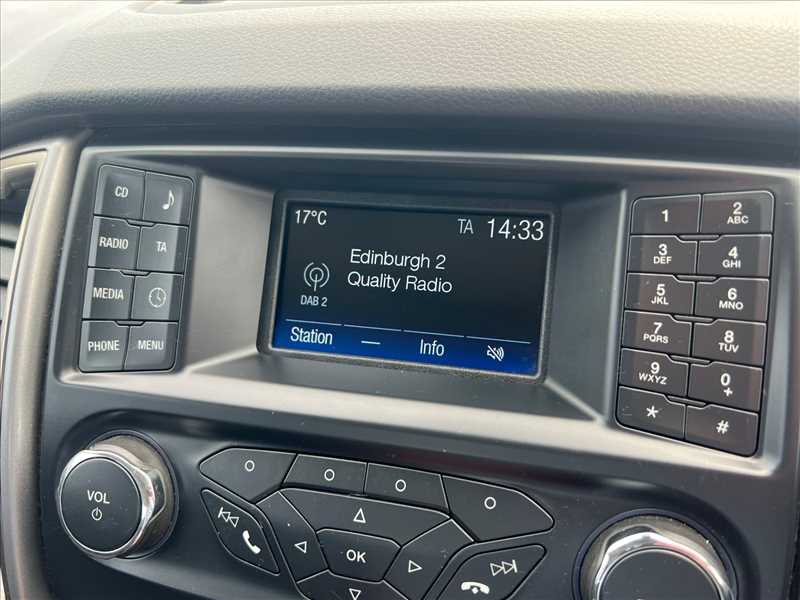 CD
RADIO TA
MEDIA
PHONE MENU
17°C TA 14:33
Edinburgh 2
Quality Radio
DAB 2
Station — Info
1 2 ABC
3 DEF 4 GHI
5 JKL 6 MNO
7 PQRS 8 TUV
9 WXYZ 0 +
* #
VOL
OK